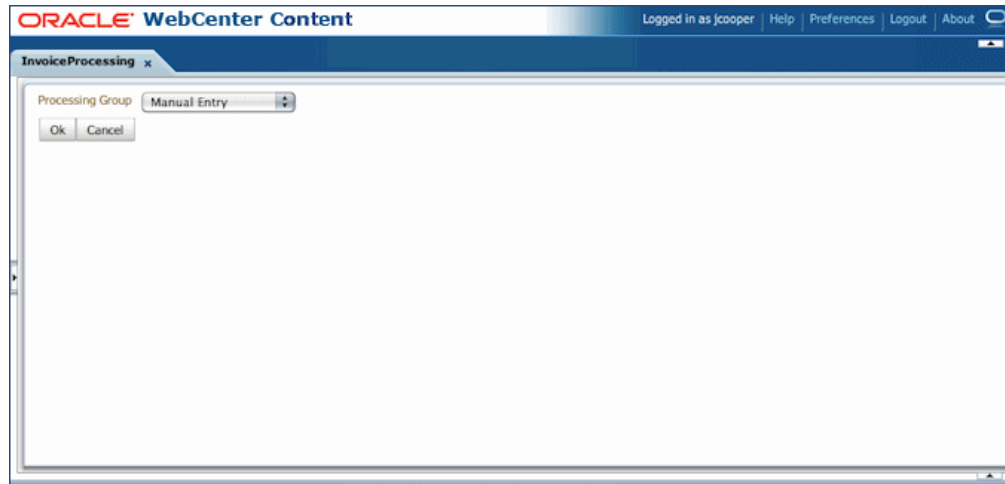 ORACLE WebCenter Content
Logged in as jcooper Help Preferences Logout About
InvoiceProcessing x
Processing Group Manual Entry
Ok Cancel